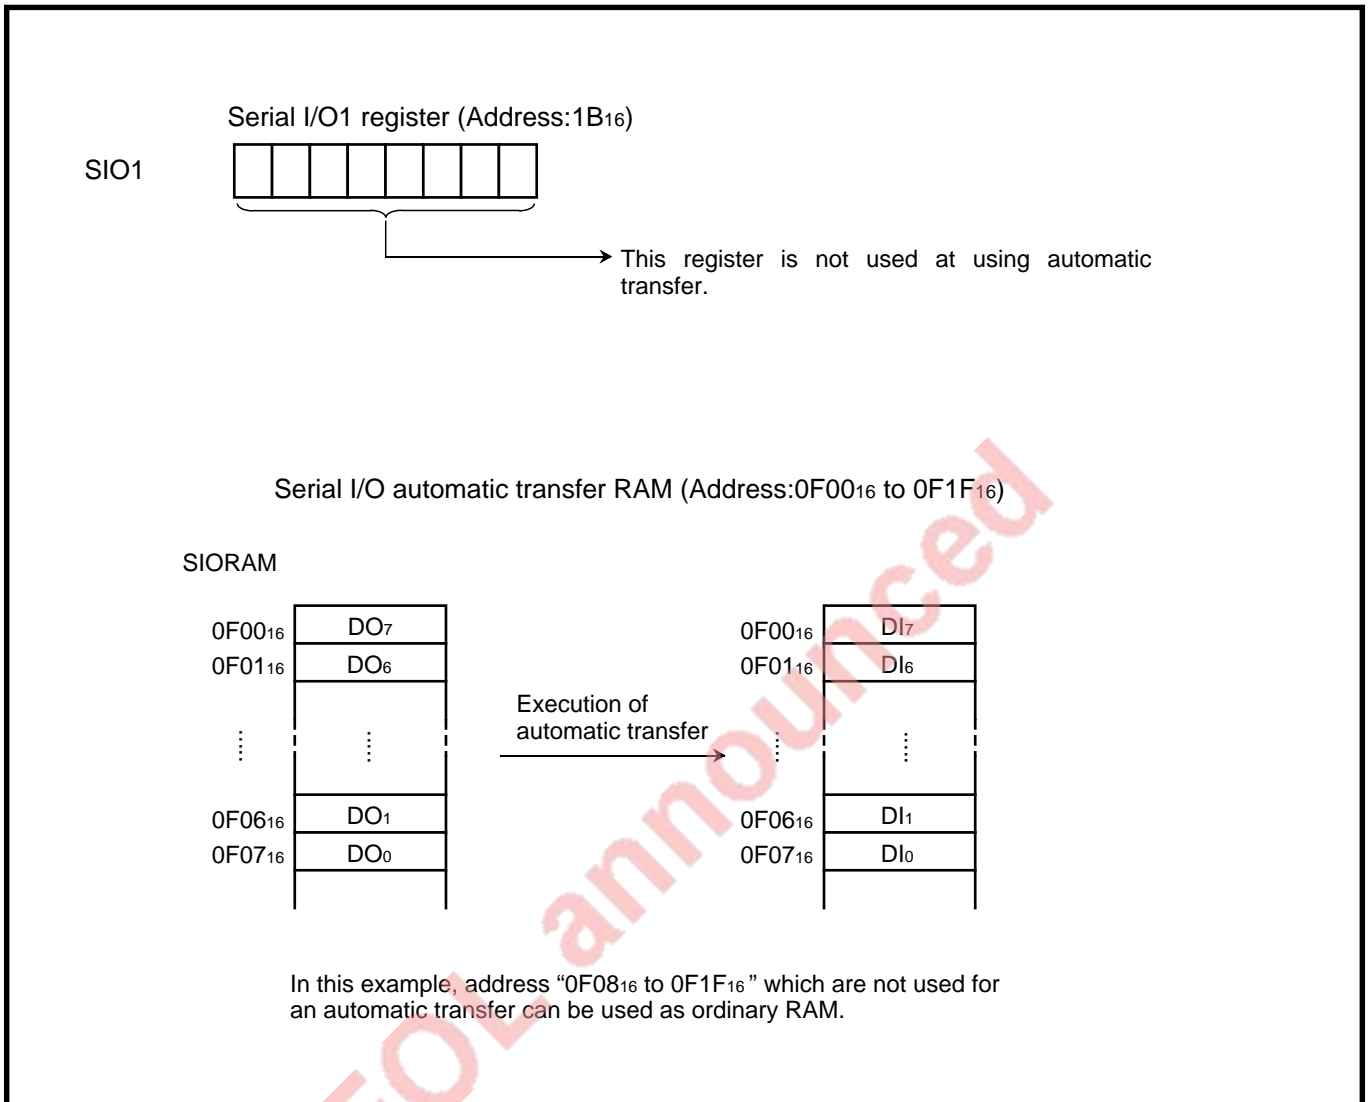 Serial I/O1 register (Address:1B16)
SIO1
This register is not used at using automatic
transfer.
Serial I/O automatic transfer RAM (Address:0F0016 to 0F1F16)
SIORAM
0F0016 DO7
0F0116 DO6
0F0616 DO1
0F0716 DO0
Execution of
automatic transfer
0F0016 DI7
0F0116 DI6
0F0616 DI1
0F0716 DI0
In this example, address “0F0816 to 0F1F16” which are not used for
an automatic transfer can be used as ordinary RAM.
EOL announced